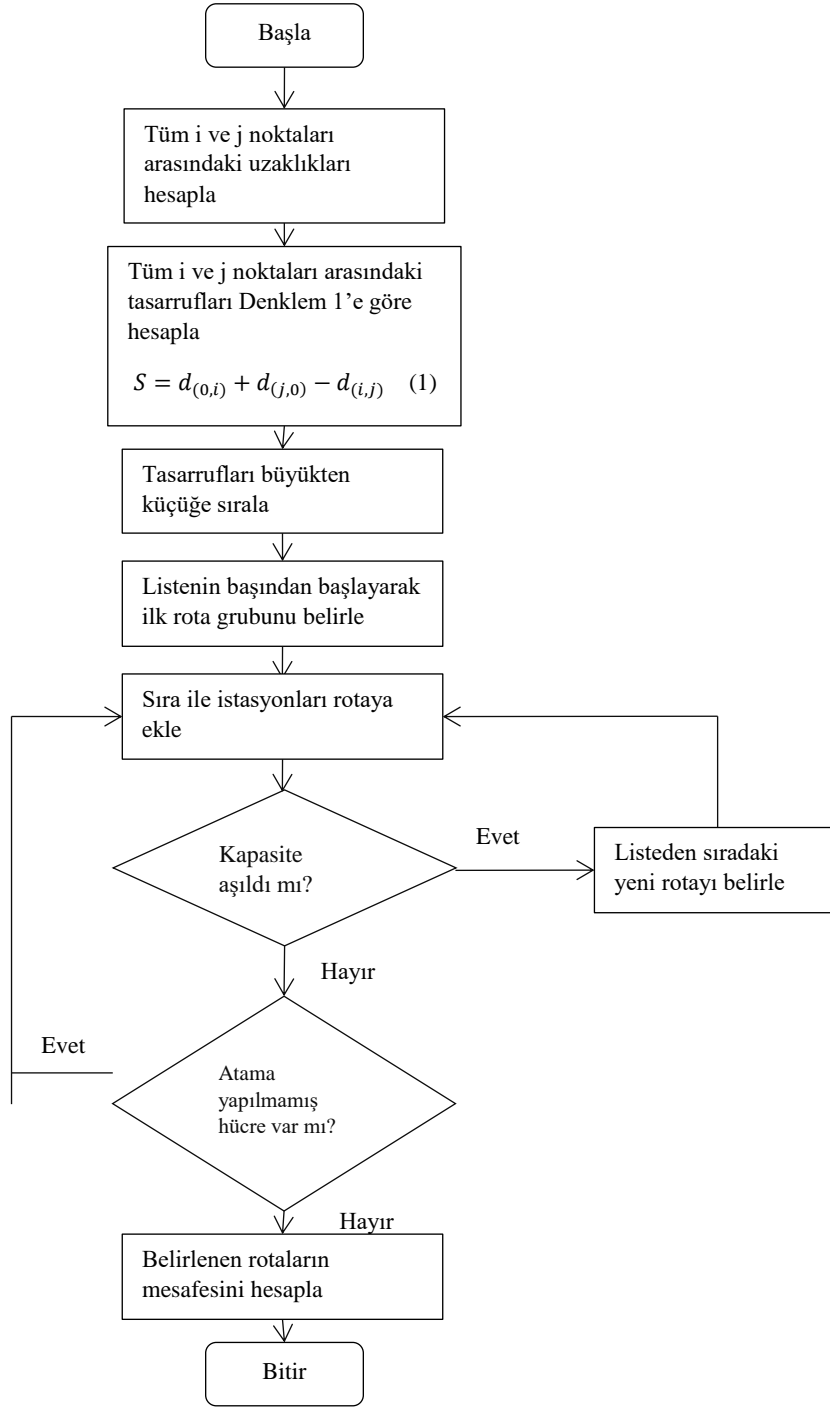 Başla
Tüm i ve j noktaları
arasındaki uzaklıkları
hesapla
Tüm i ve j noktaları arasındaki
tasarrufları Denklem 1’e göre
hesapla
𝑆 = 𝑑(0,𝑖) + 𝑑(𝑗,0) − 𝑑(𝑖,𝑗) (1)
Tasarrufları büyükten
küçüğe sırala
Listenin başından başlayarak
ilk rota grubunu belirle
Sıra ile istasyonları rotaya
ekle
Kapasite
aşıldı mı?
Evet
Listeden sıradaki
yeni rotayı belirle
Hayır
Evet
Atama
yapılmamış
hücre var mı?
Hayır
Belirlenen rotaların
mesafesini hesapla
Bitir